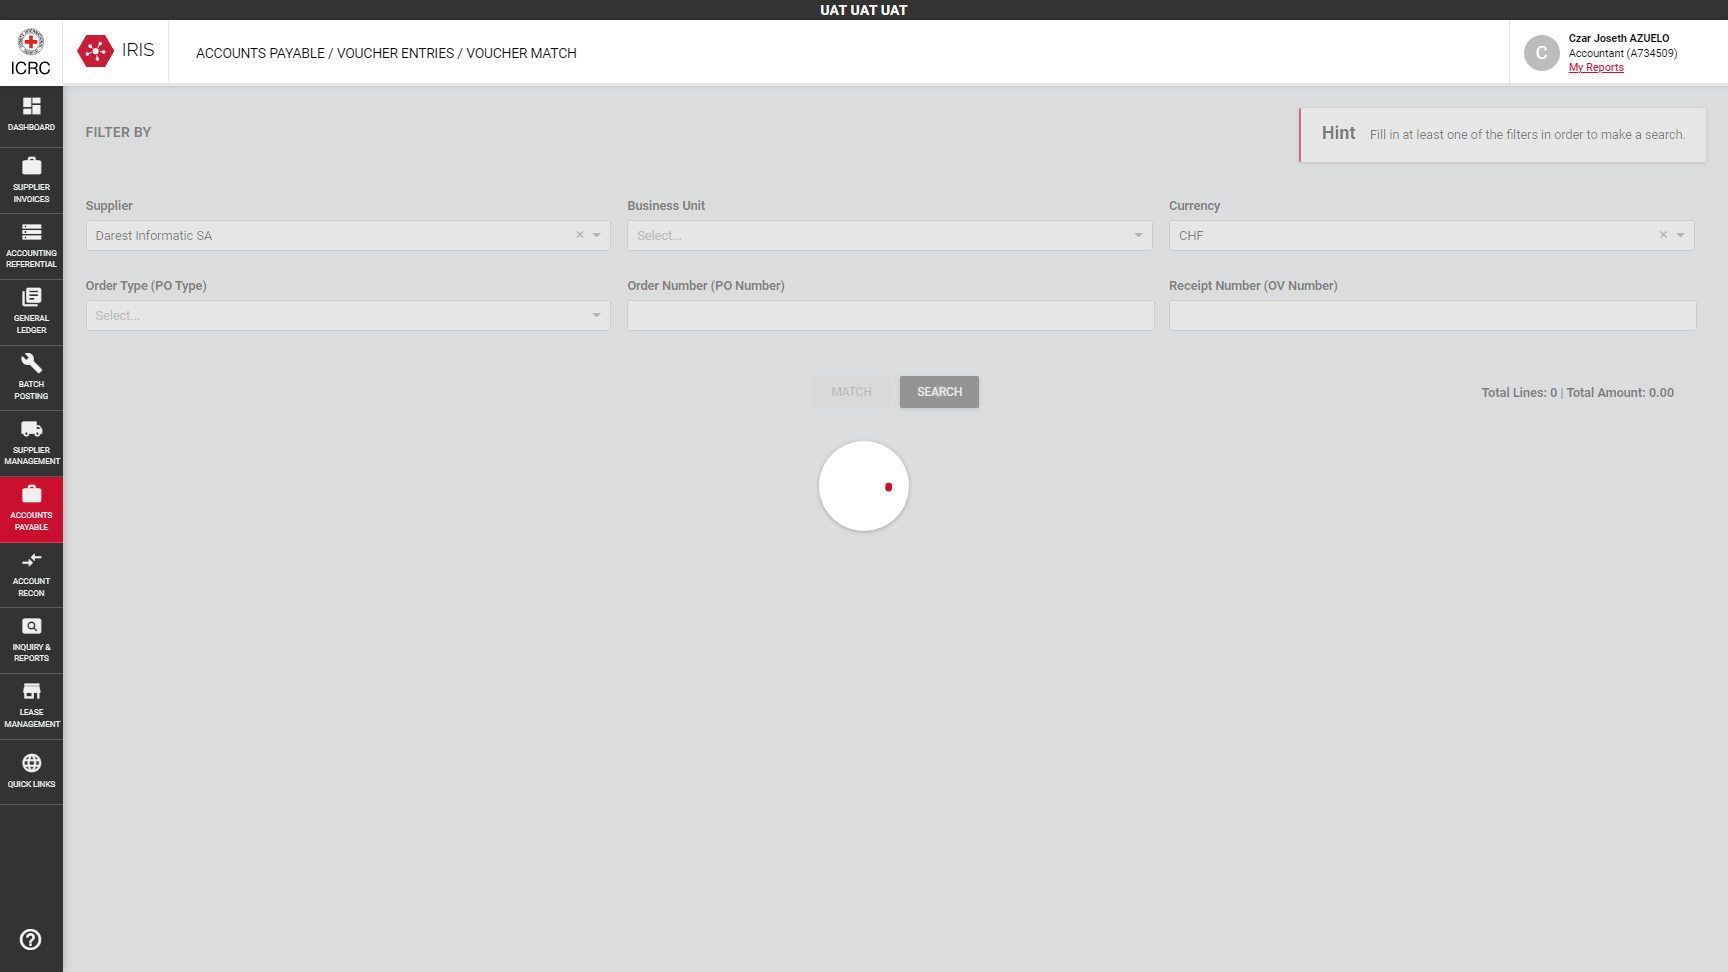 UAT UAT UAT
ICRC
IRIS
ACCOUNTS PAYABLE / VOUCHER ENTRIES / VOUCHER MATCH
C
Czar Joseth AZUELO
Accountant (A734509)
My Reports
DASHBOARD
SUPPLIER
INVOICES
ACCOUNTING
REFERENTIAL
GENERAL
LEDGER
BATCH
POSTING
SUPPLIER
MANAGEMENT
ACCOUNTS
PAYABLE
ACCOUNT
RECON
INQUIRY &
REPORTS
LEASE
MANAGEMENT
QUICK LINKS
FILTER BY
Hint Fill in at least one of the filters in order to make a search.
Supplier
Darest Informatic SA
Business Unit
Select...
Currency
CHF
Order Type (PO Type)
Select...
Order Number (PO Number)
Receipt Number (OV Number)
MATCH
SEARCH
Total Lines: 0 | Total Amount: 0.00